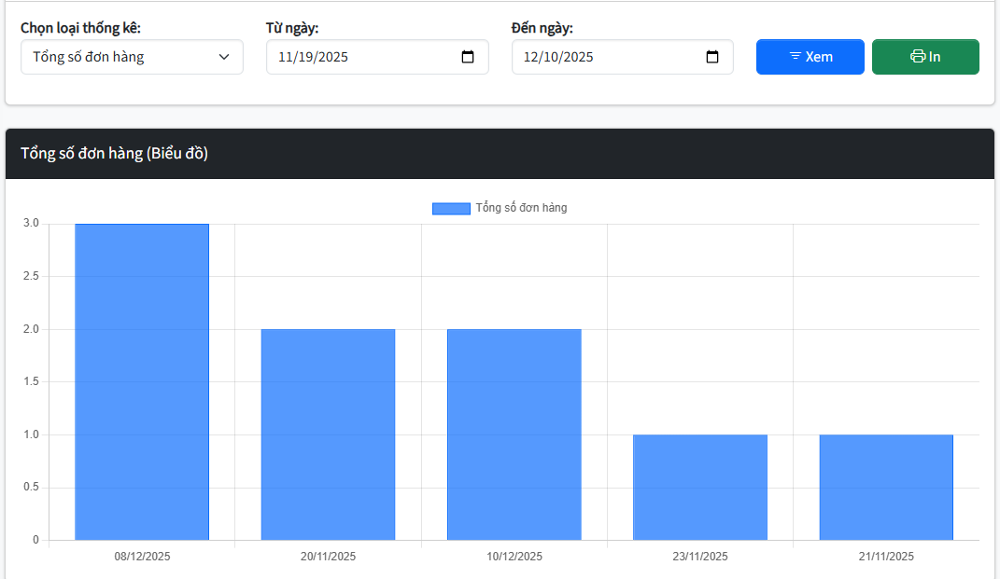 Chọn loại thống kê: Từ ngày: Đến ngày:
Tổng số đơn hàng 11/19/2025 12/10/2025 Xem In
Tổng số đơn hàng (Biểu đồ)
Tổng số đơn hàng
3.0
2.5
2.0
1.5
1.0
0.5
0
08/12/2025 20/11/2025 10/12/2025 23/11/2025 21/11/2025